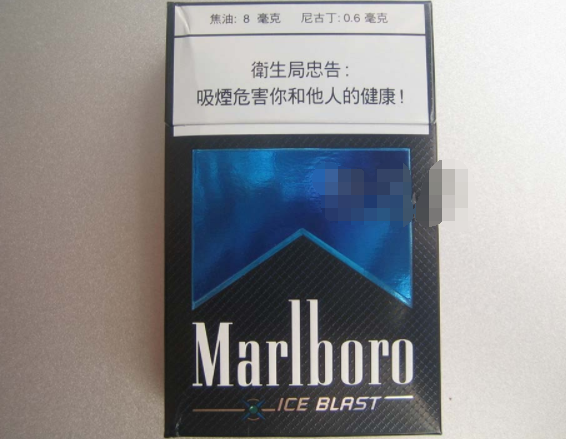 焦油: 8 毫克 尼古丁: 0.6 毫克
衛生局忠告:
吸煙危害你和他人的健康!
Marlboro
ICE BLAST